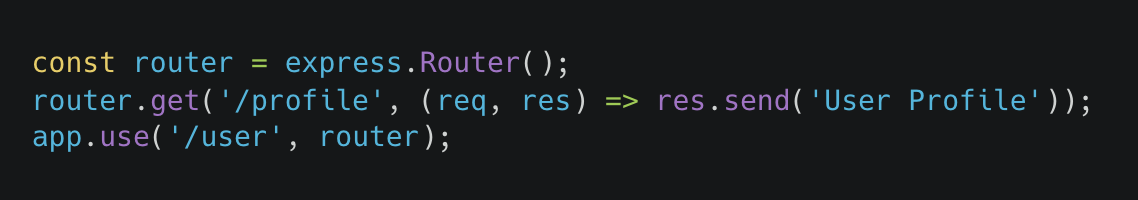 const router = express.Router();
router.get('/profile', (req, res) => res.send('User Profile'));
app.use('/user', router);